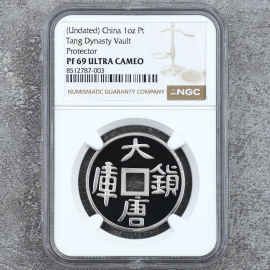 (Undated) China 1oz Pt
Tang Dynasty Vault
Protector
PF 69 ULTRA CAMEO
8512787-003
NUMISMATIC GUARANTY COMPANY
NGC
大
庫 鎮
唐